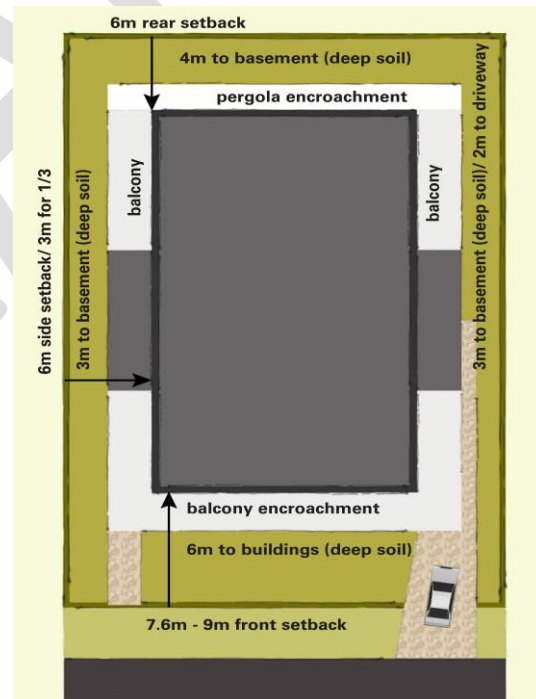 6m rear setback
4m to basement (deep soil)
pergola encroachment
balcony
balcony
6m side setback/ 3m for 1/3
3m to basement (deep soil)
3m to basement (deep soil)/ 2m to driveway
balcony encroachment
6m to buildings (deep soil)
7.6m - 9m front setback